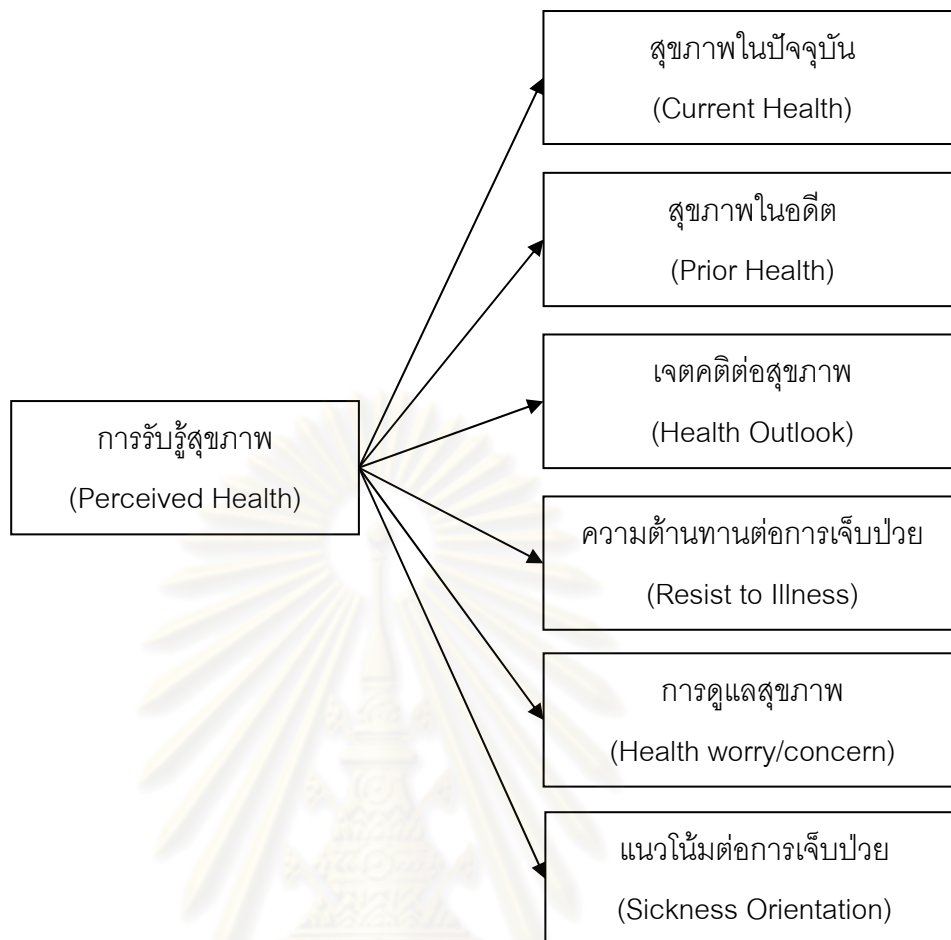 สุขภาพในปัจจุบัน
(Current Health)
สุขภาพในอดีต
(Prior Health)
เจตคติต่อสุขภาพ
(Health Outlook)
การรับรู้สุขภาพ
(Perceived Health)
ความต้านทานต่อการเจ็บป่วย
(Resist to Illness)
การดูแลสุขภาพ
(Health worry/concern)
แนวโน้มต่อการเจ็บป่วย
(Sickness Orientation)